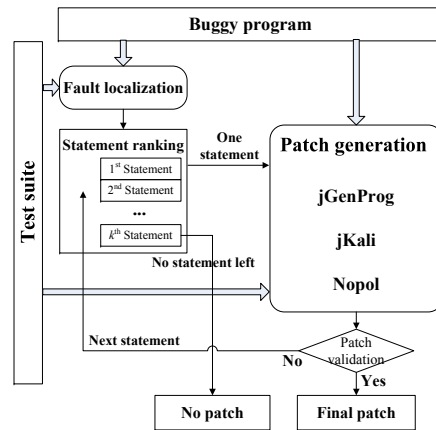 Buggy program
Test suite
Fault localization
Statement ranking
1st Statement
2nd Statement
...
kth Statement
One
statement
Patch generation
jGenProg
jKali
Nopol
No statement left
Next statement
Patch
validation
No
Yes
No patch
Final patch